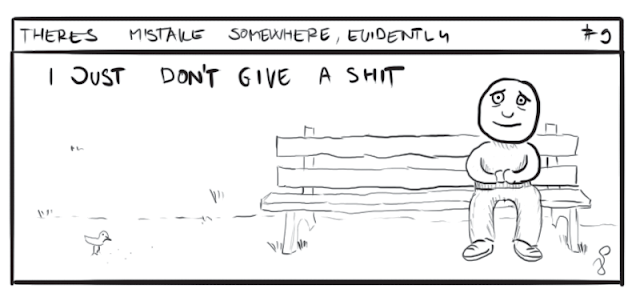 THERES MISTAKE SOMEWHERE, EVIDENTLY #9
I JUST DON'T GIVE A SHIT